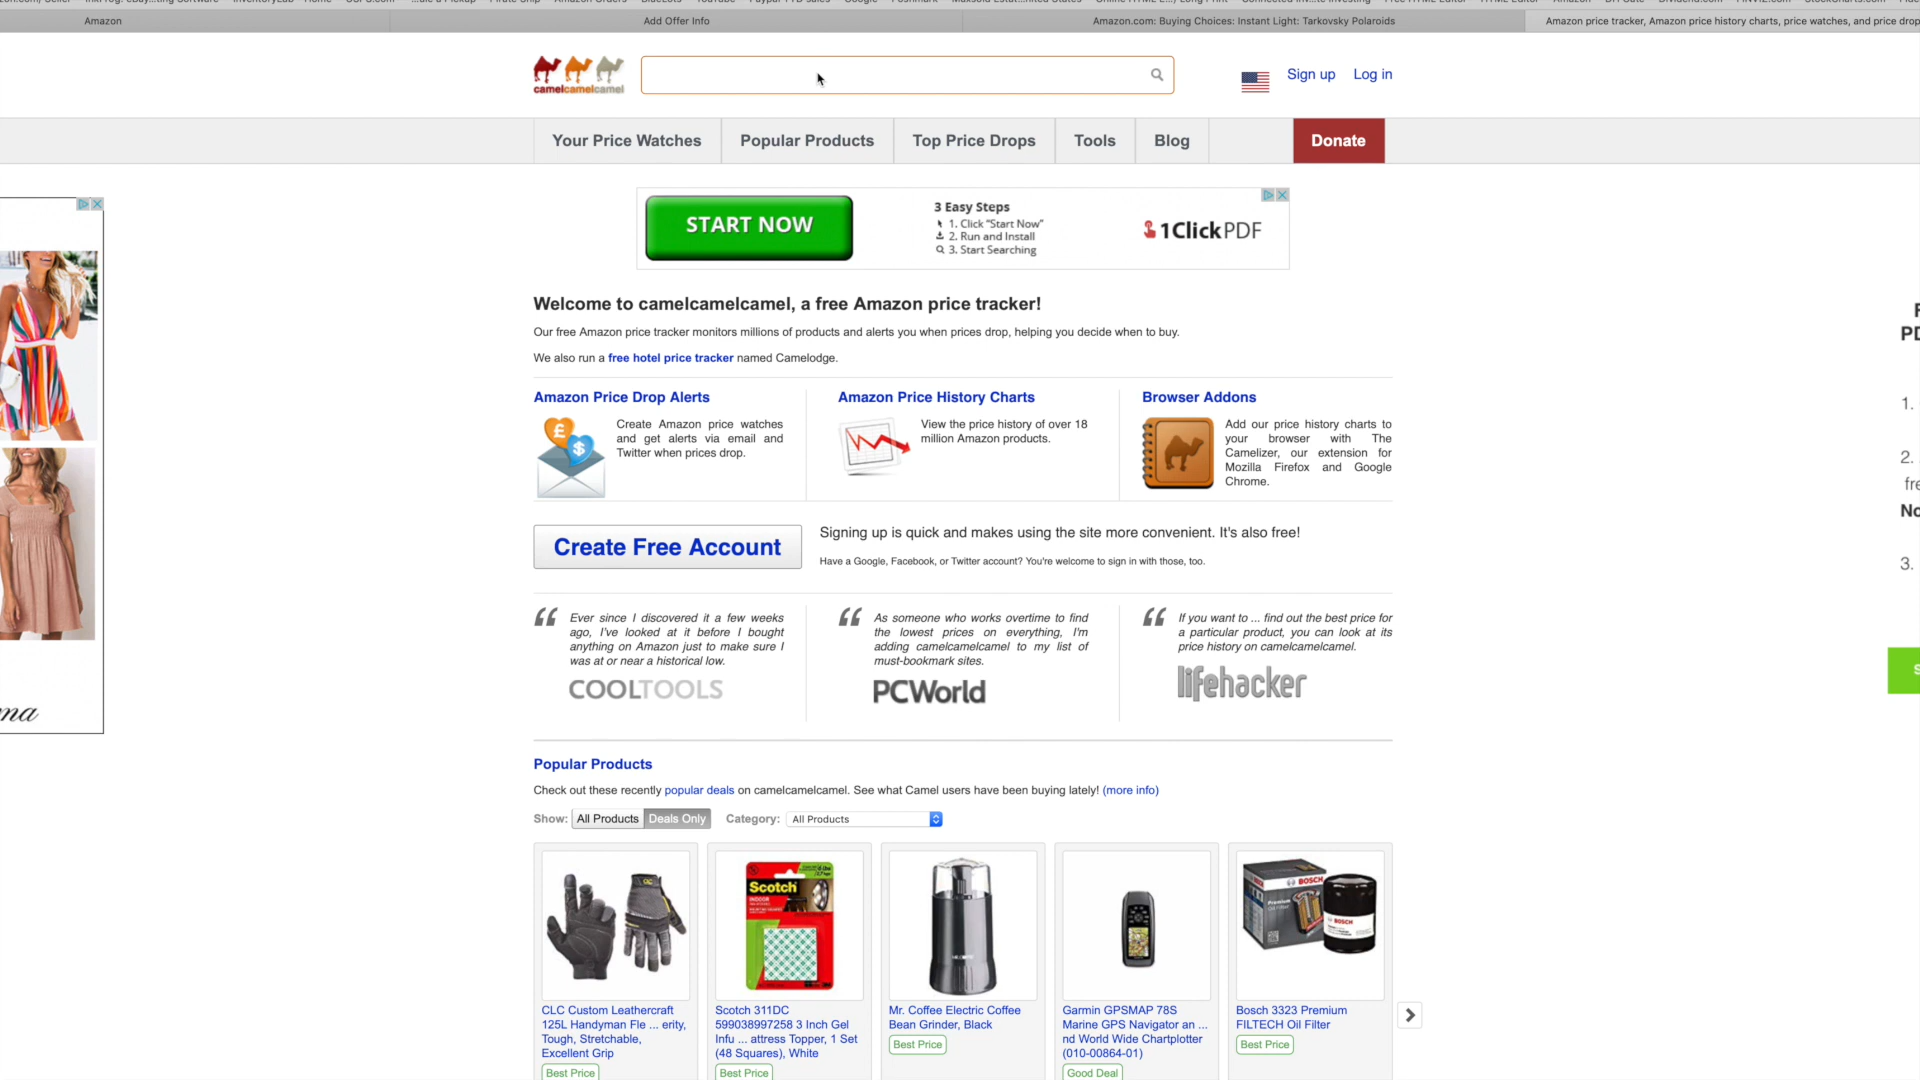 Amazon
Add Offer Info
Amazon.com: Buying Choices: Instant Light: Tarkovsky Polaroids
Amazon price tracker, Amazon price history charts, price watches, and price drop
camelcamelcamel
Sign up
Log in
Your Price Watches
Popular Products
Top Price Drops
Tools
Blog
Donate
START NOW
3 Easy Steps
1. Click “Start Now”
2. Run and Install
3. Start Searching
1ClickPDF
Welcome to camelcamelcamel, a free Amazon price tracker!
Our free Amazon price tracker monitors millions of products and alerts you when prices drop, helping you decide when to buy.
We also run a free hotel price tracker named Camelodge.
Amazon Price Drop Alerts
Create Amazon price watches
and get alerts via email and
Twitter when prices drop.
Amazon Price History Charts
View the price history of over 18
million Amazon products.
Browser Addons
Add our price history charts to
your browser with The
Camelizer, our extension for
Mozilla Firefox and Google
Chrome.
Create Free Account
Signing up is quick and makes using the site more convenient. It's also free!
Have a Google, Facebook, or Twitter account? You're welcome to sign in with those, too.
Ever since I discovered it a few weeks
ago, I've looked at it before I bought
anything on Amazon just to make sure I
was at or near a historical low.
COOLTOOLS
As someone who works overtime to find
the lowest prices on everything, I'm
adding camelcamelcamel to my list of
must-bookmark sites.
PCWorld
If you want to ... find out the best price for
a particular product, you can look at its
price history on camelcamelcamel.
lifehacker
1.
2.
3.
Popular Products
Check out these recently popular deals on camelcamelcamel. See what Camel users have been buying lately! (more info)
Show: All Products Deals Only Category: All Products
Scotch
BOSCH
CLC Custom Leathercraft
125L Handyman Fle ... erity,
Tough, Stretchable,
Excellent Grip
Best Price
Scotch 311DC
599038997258 3 Inch Gel
Infu ... attress Topper, 1 Set
(48 Squares), White
Best Price
Mr. Coffee Electric Coffee
Bean Grinder, Black
Best Price
Garmin GPSMAP 78S
Marine GPS Navigator an ...
nd World Wide Chartplotter
(010-00864-01)
Good Deal
Bosch 3323 Premium
FILTECH Oil Filter
Best Price